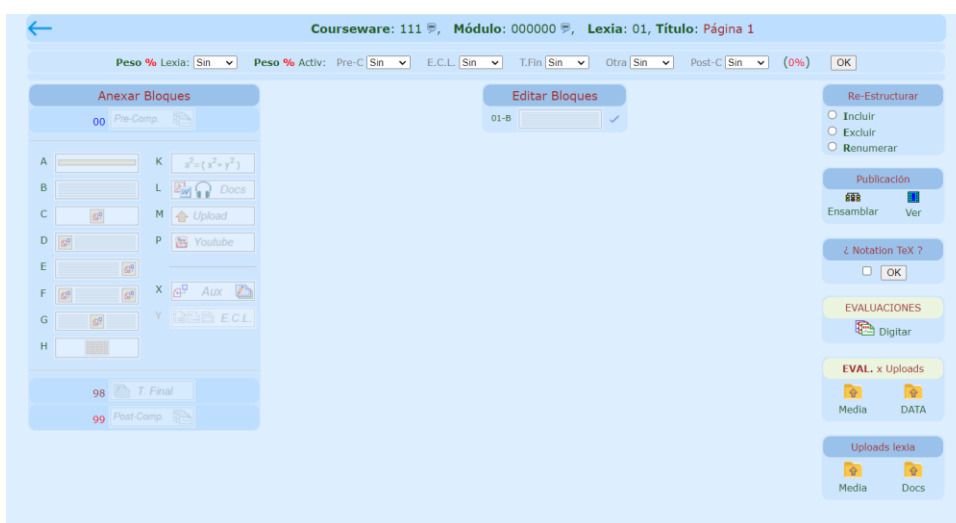 Courseware: 111, Módulo: 000000, Lexia: 01, Título: Página 1
Peso % Lexia: Sin Peso % Activ: Pre-C Sin E.C.L. Sin T.Fin Sin Otra Sin Post-C Sin (0%) OK
Anexar Bloques
00 Pre-Comp.
A
B
C
D
E
F
G
H
K z²=(x²+y²)
L Docs
M Upload
P Youtube
X Aux
Y E.C.L.
98 T. Final
99 Post-Comp.
Editar Bloques
01-B
Re-Estructurar
Incluir
Excluir
Renumerar
Publicación
Ensamblar Ver
¿ Notation TeX ?
OK
EVALUACIONES
Digitar
EVAL. x Uploads
Media DATA
Uploads lexia
Media Docs